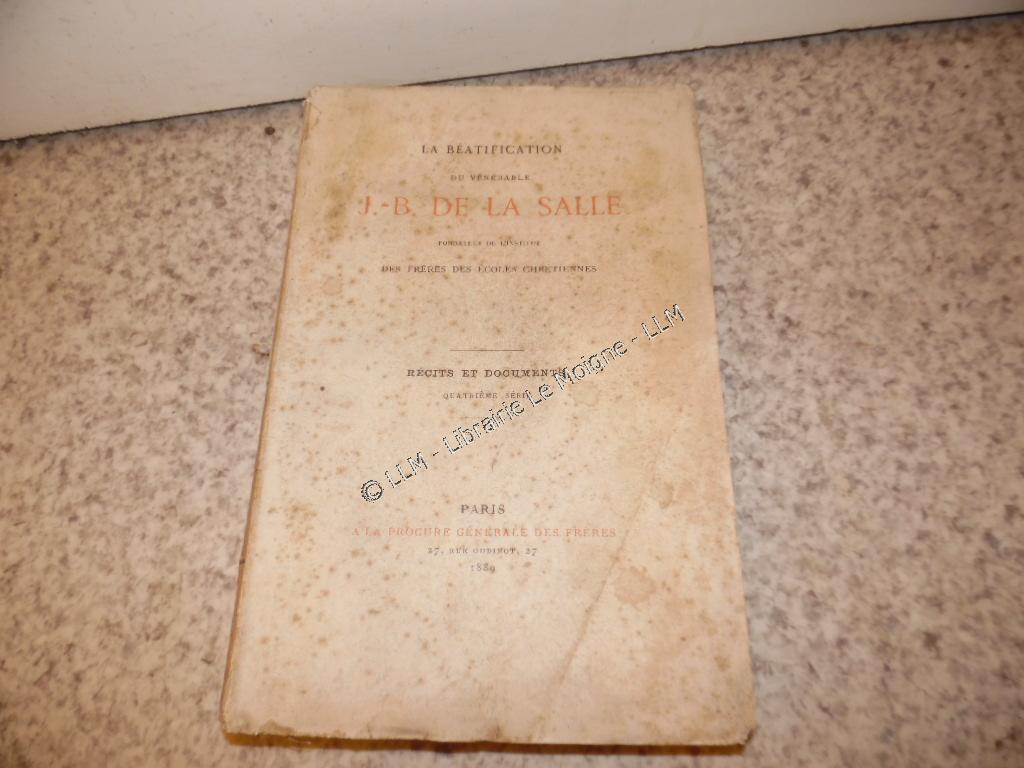 LA BÉATIFICATION
DU VÉNÉRABLE
J.-B. DE LA SALLE
FONDATEUR DE L'INSTITUT
DES FRÈRES DES ÉCOLES CHRÉTIENNES
RÉCITS ET DOCUMENTS
QUATRIÈME SÉRIE
© LLM - Librairie Le Moigne - LLM
PARIS
A LA PROCURE GÉNÉRALE DES FRÈRES
27, RUE OUDINOT, 27
1889